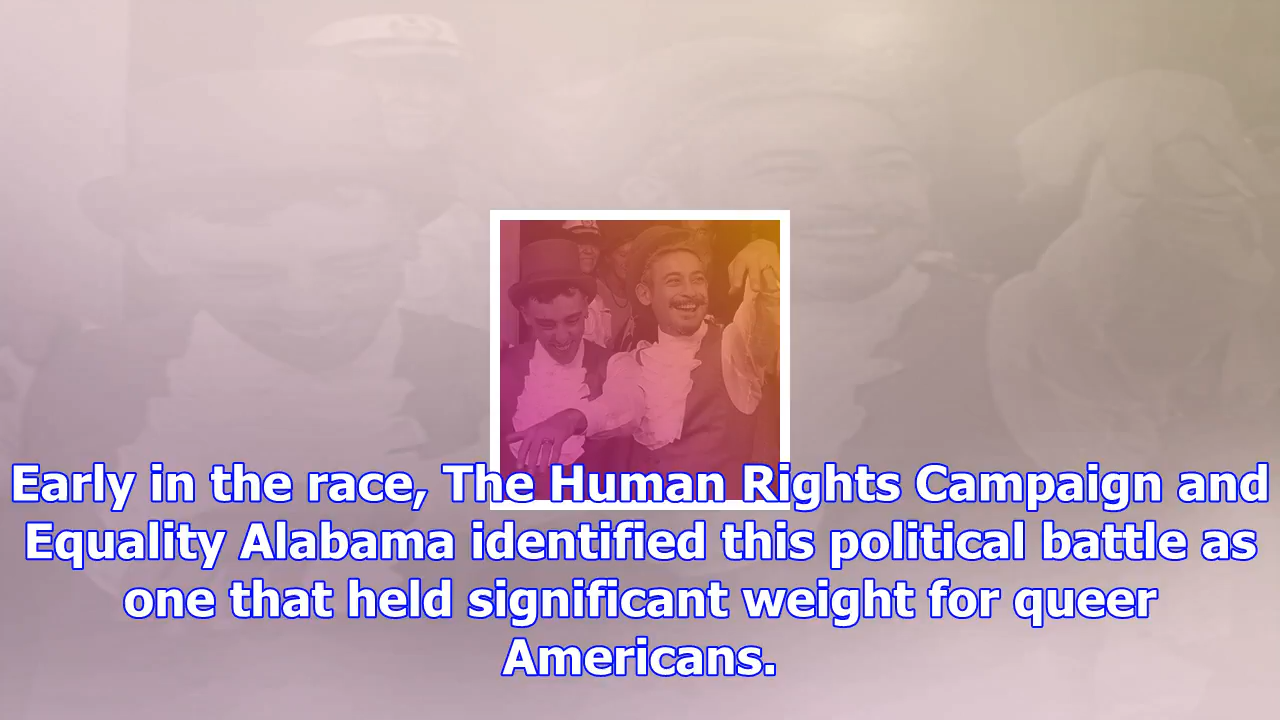 Early in the race, The Human Rights Campaign and
Equality Alabama identified this political battle as
one that held significant weight for queer
Americans.